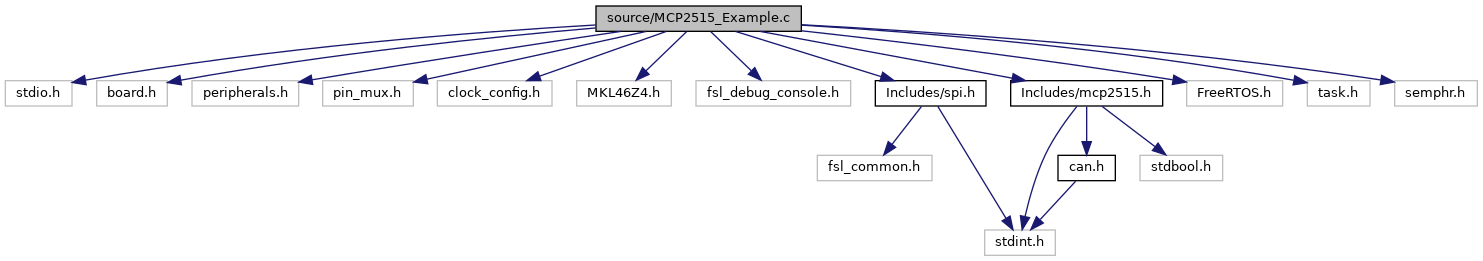 source/MCP2515_Example.c
stdio.h
board.h
peripherals.h
pin_mux.h
clock_config.h
MKL46Z4.h
fsl_debug_console.h
Includes/spi.h
Includes/mcp2515.h
FreeRTOS.h
task.h
semphr.h
fsl_common.h
can.h
stdbool.h
stdint.h